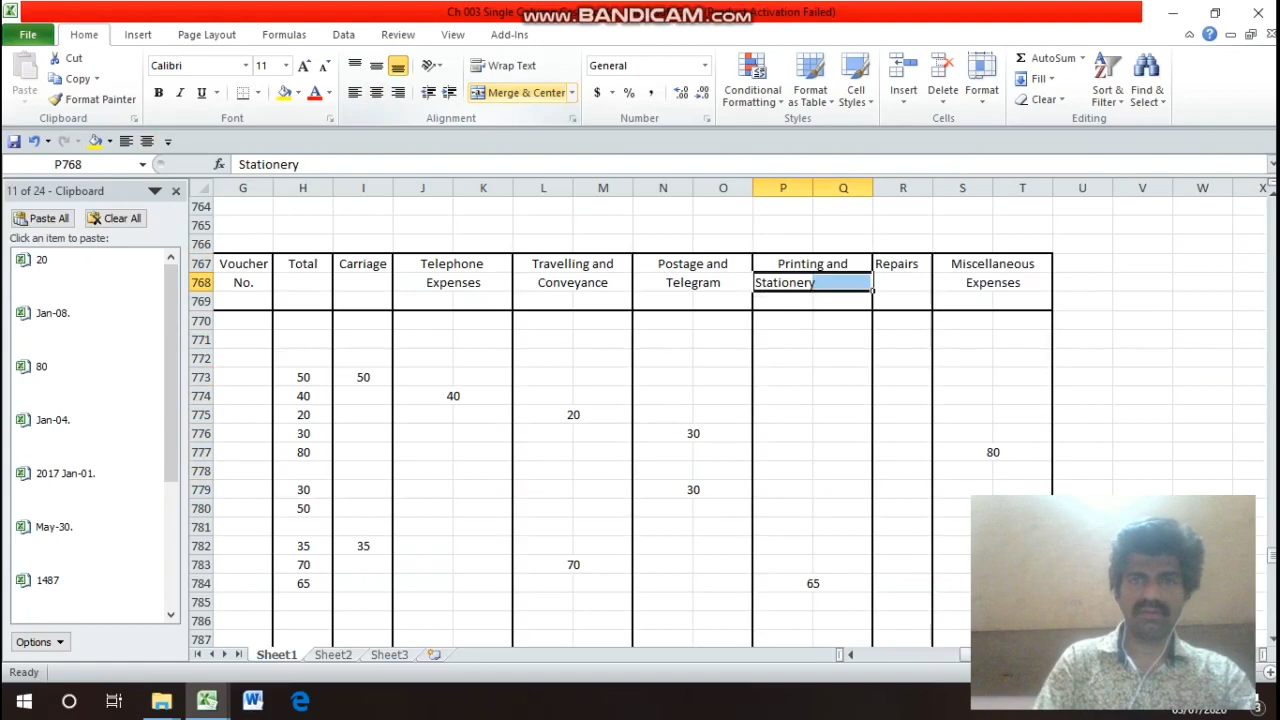 Ch 003 Single Column
www.BANDICAM.com
(Product Activation Failed)
File Home Insert Page Layout Formulas Data Review View Add-Ins
Paste
Cut
Copy
Format Painter
Clipboard
Calibri 11
B I U
Font
Wrap Text
Merge & Center
Alignment
General
$ % ,
Number
Conditional Formatting
Format as Table
Cell Styles
Styles
Insert Delete Format
Cells
Σ AutoSum
Fill
Clear
Sort & Filter
Find & Select
Editing
P768 fx Stationery
11 of 24 - Clipboard
Paste All Clear All
Click an item to paste:
20
Jan-08.
80
Jan-04.
2017 Jan-01.
May-30.
1487
Options
G H I J K L M N O P Q R S T U V W X
764
765
766
767 Voucher Total Carriage Telephone Travelling and Postage and Printing and Repairs Miscellaneous
768 No. Expenses Conveyance Telegram Stationery Expenses
769
770
771
772
773 50 50
774 40 40
775 20 20
776 30 30
777 80 80
778
779 30 30
780 50
781
782 35 35
783 70 70
784 65 65
785
786
787
Sheet1 Sheet2 Sheet3
Ready
3